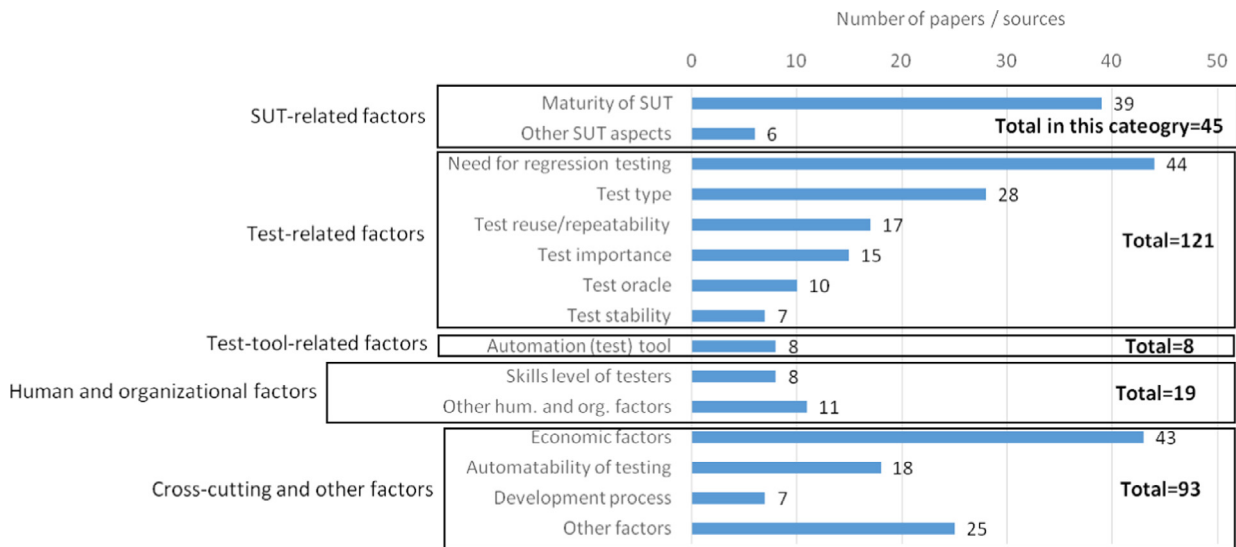 Number of papers / sources
0 10 20 30 40 50
SUT-related factors
Maturity of SUT 39
Other SUT aspects 6
Total in this cateogry=45
Test-related factors
Need for regression testing 44
Test type 28
Test reuse/repeatability 17
Test importance 15
Test oracle 10
Test stability 7
Total=121
Test-tool-related factors
Automation (test) tool 8
Total=8
Human and organizational factors
Skills level of testers 8
Other hum. and org. factors 11
Total=19
Cross-cutting and other factors
Economic factors 43
Automatability of testing 18
Development process 7
Other factors 25
Total=93